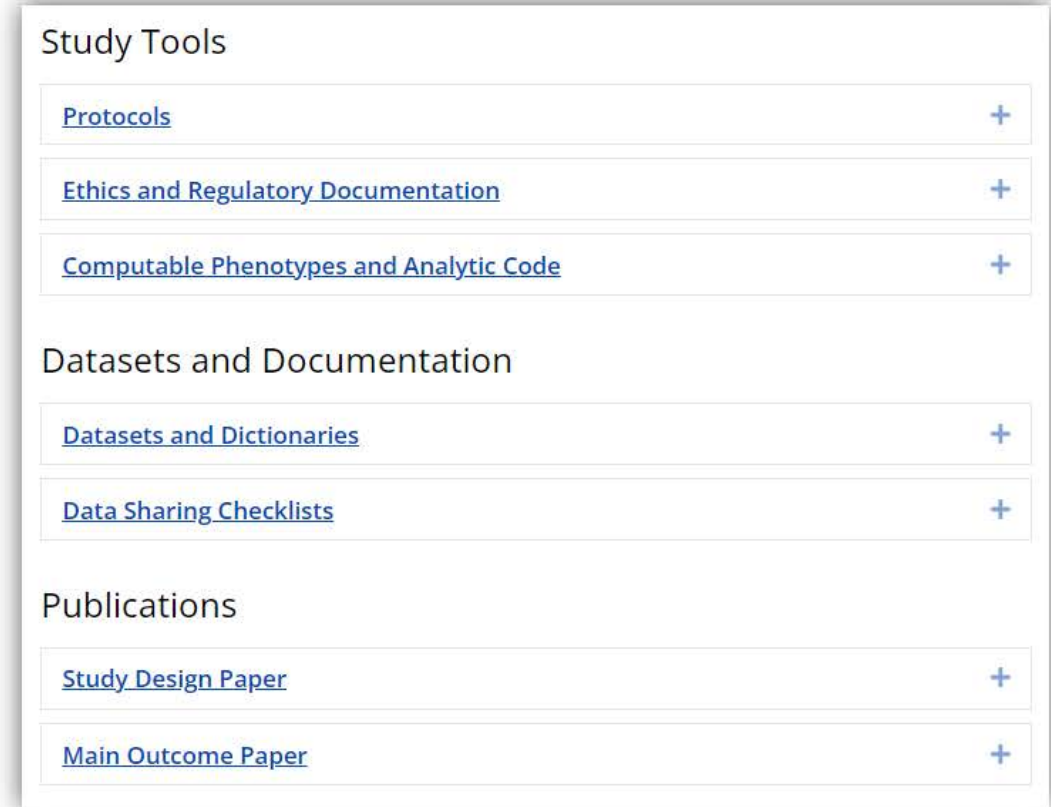 Study Tools
Protocols
Ethics and Regulatory Documentation
Computable Phenotypes and Analytic Code
Datasets and Documentation
Datasets and Dictionaries
Data Sharing Checklists
Publications
Study Design Paper
Main Outcome Paper